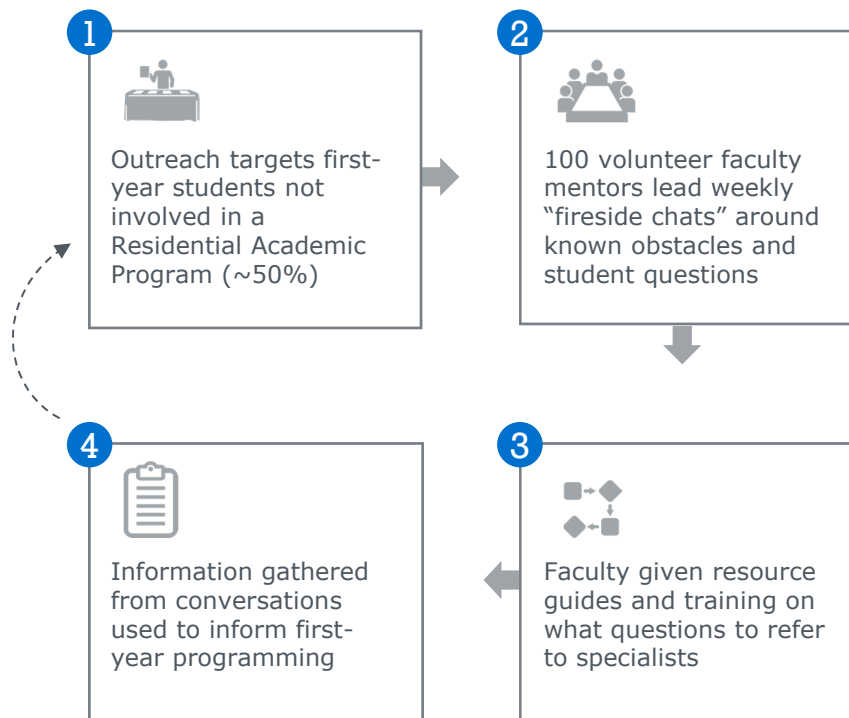 1
Outreach targets first-
year students not
involved in a
Residential Academic
Program (~50%)
2
100 volunteer faculty
mentors lead weekly
“fireside chats” around
known obstacles and
student questions
3
Faculty given resource
guides and training on
what questions to refer
to specialists
4
Information gathered
from conversations
used to inform first-
year programming